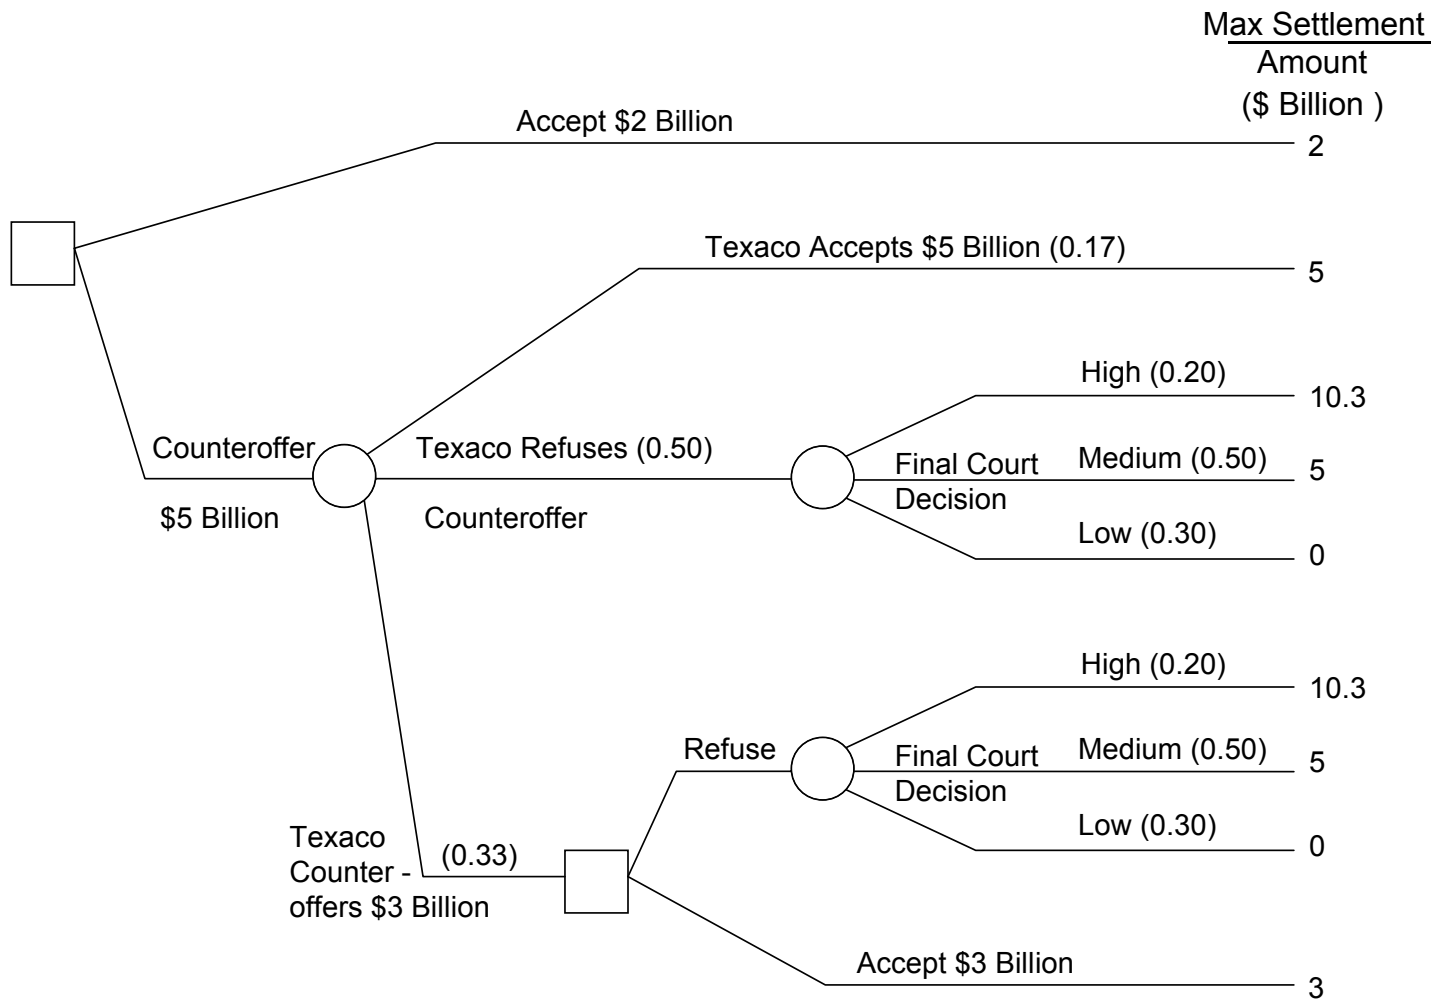 Max Settlement
Amount
($ Billion )
Accept $2 Billion
2
Texaco Accepts $5 Billion (0.17)
5
High (0.20)
10.3
Counteroffer
Texaco Refuses (0.50)
Final Court
Medium (0.50)
5
Decision
$5 Billion
Counteroffer
Low (0.30)
0
High (0.20)
10.3
Refuse
Final Court
Medium (0.50)
5
Decision
Low (0.30)
0
Texaco
Counter -
(0.33)
offers $3 Billion
Accept $3 Billion
3